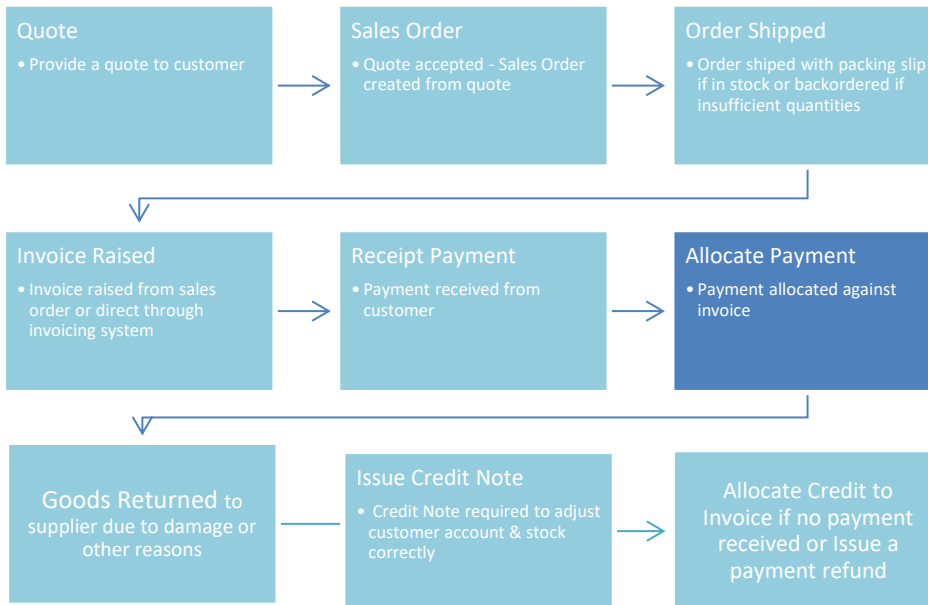 Quote
• Provide a quote to customer
Sales Order
• Quote accepted - Sales Order
created from quote
Order Shipped
• Order shiped with packing slip
if in stock or backordered if
insufficient quantities
Invoice Raised
• Invoice raised from sales
order or direct through
invoicing system
Receipt Payment
• Payment received from
customer
Allocate Payment
• Payment allocated against
invoice
Goods Returned to
supplier due to damage or
other reasons
Issue Credit Note
• Credit Note required to adjust
customer account & stock
correctly
Allocate Credit to
Invoice if no payment
received or Issue a
payment refund